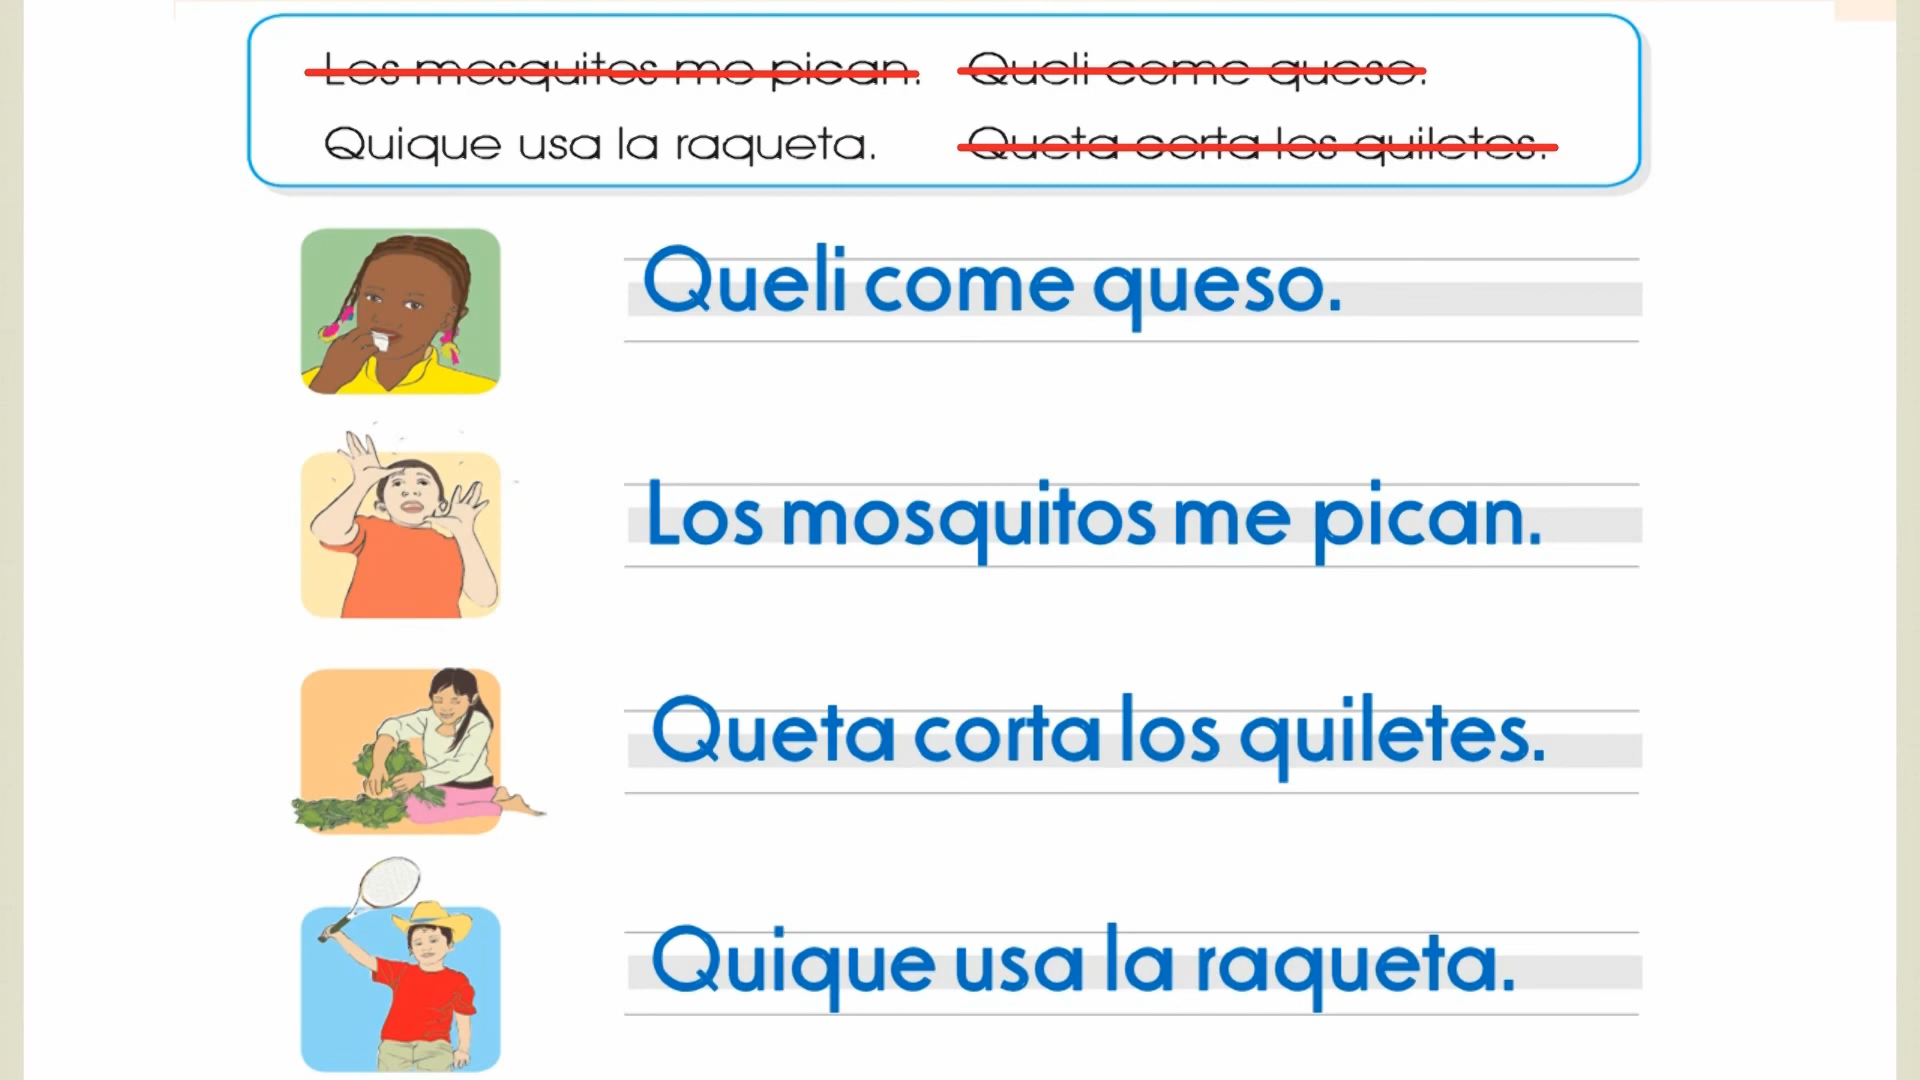 Los mosquitos me pican. Queli come queso.
Quique usa la raqueta. Queta corta los quiletes.
Queli come queso.
Los mosquitos me pican.
Queta corta los quiletes.
Quique usa la raqueta.